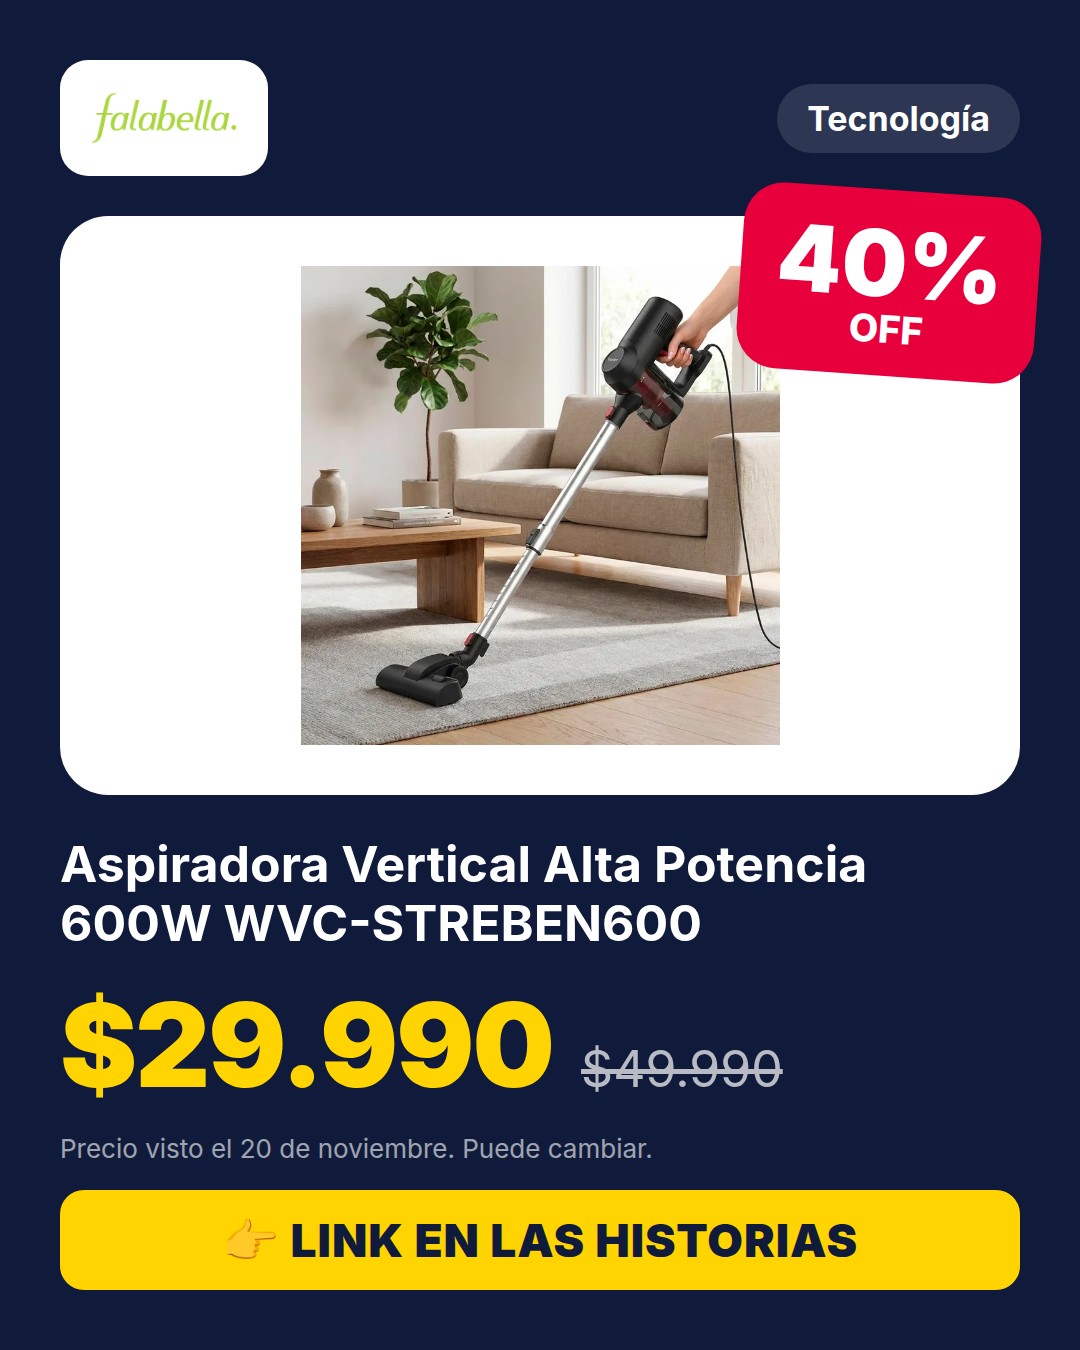 falabella.
Tecnología
40%
OFF
Aspiradora Vertical Alta Potencia
600W WVC-STREBEN600
$29.990 $49.990
Precio visto el 20 de noviembre. Puede cambiar.
👉 LINK EN LAS HISTORIAS